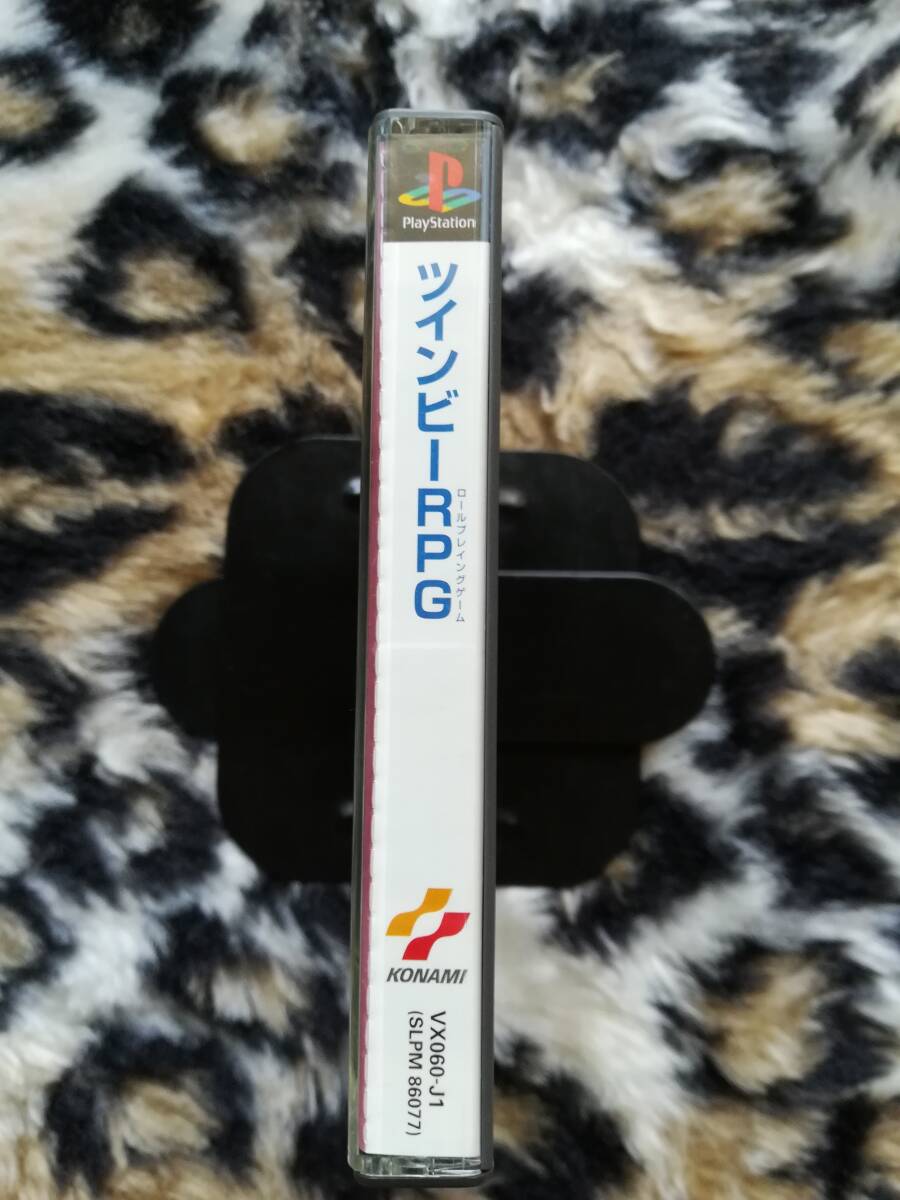 PlayStation
ツインビーRPG
ロールプレイングゲーム
KONAMI
VX060-J1
(SLPM 86077)